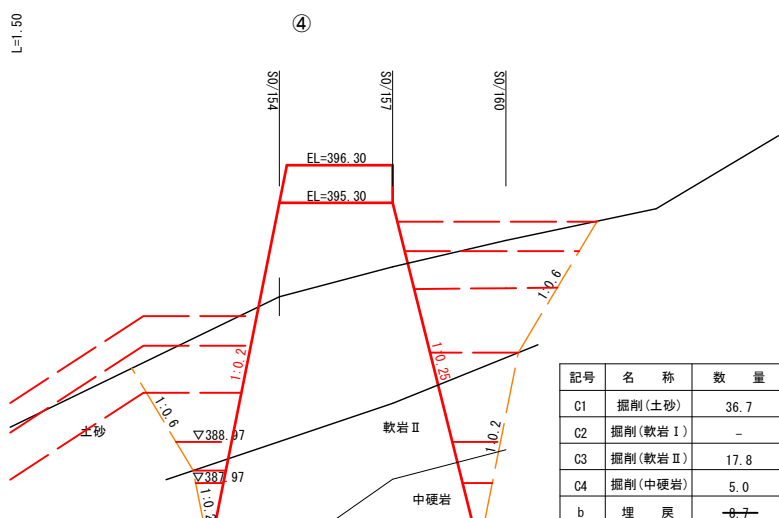 L=1.50
④
SO/154
SO/157
SO/160
EL=396.30
EL=395.30
1:0.6
1:0.2
1:0.25
1:0.6
土砂
▽388.97
軟岩Ⅱ
1:0.2
▽387.97
1:0.2
中硬岩
記号 名 称 数 量
C1 掘削(土砂) 36.7
C2 掘削(軟岩Ⅰ) -
C3 掘削(軟岩Ⅱ) 17.8
C4 掘削(中硬岩) 5.0
b 埋 戻 8.7